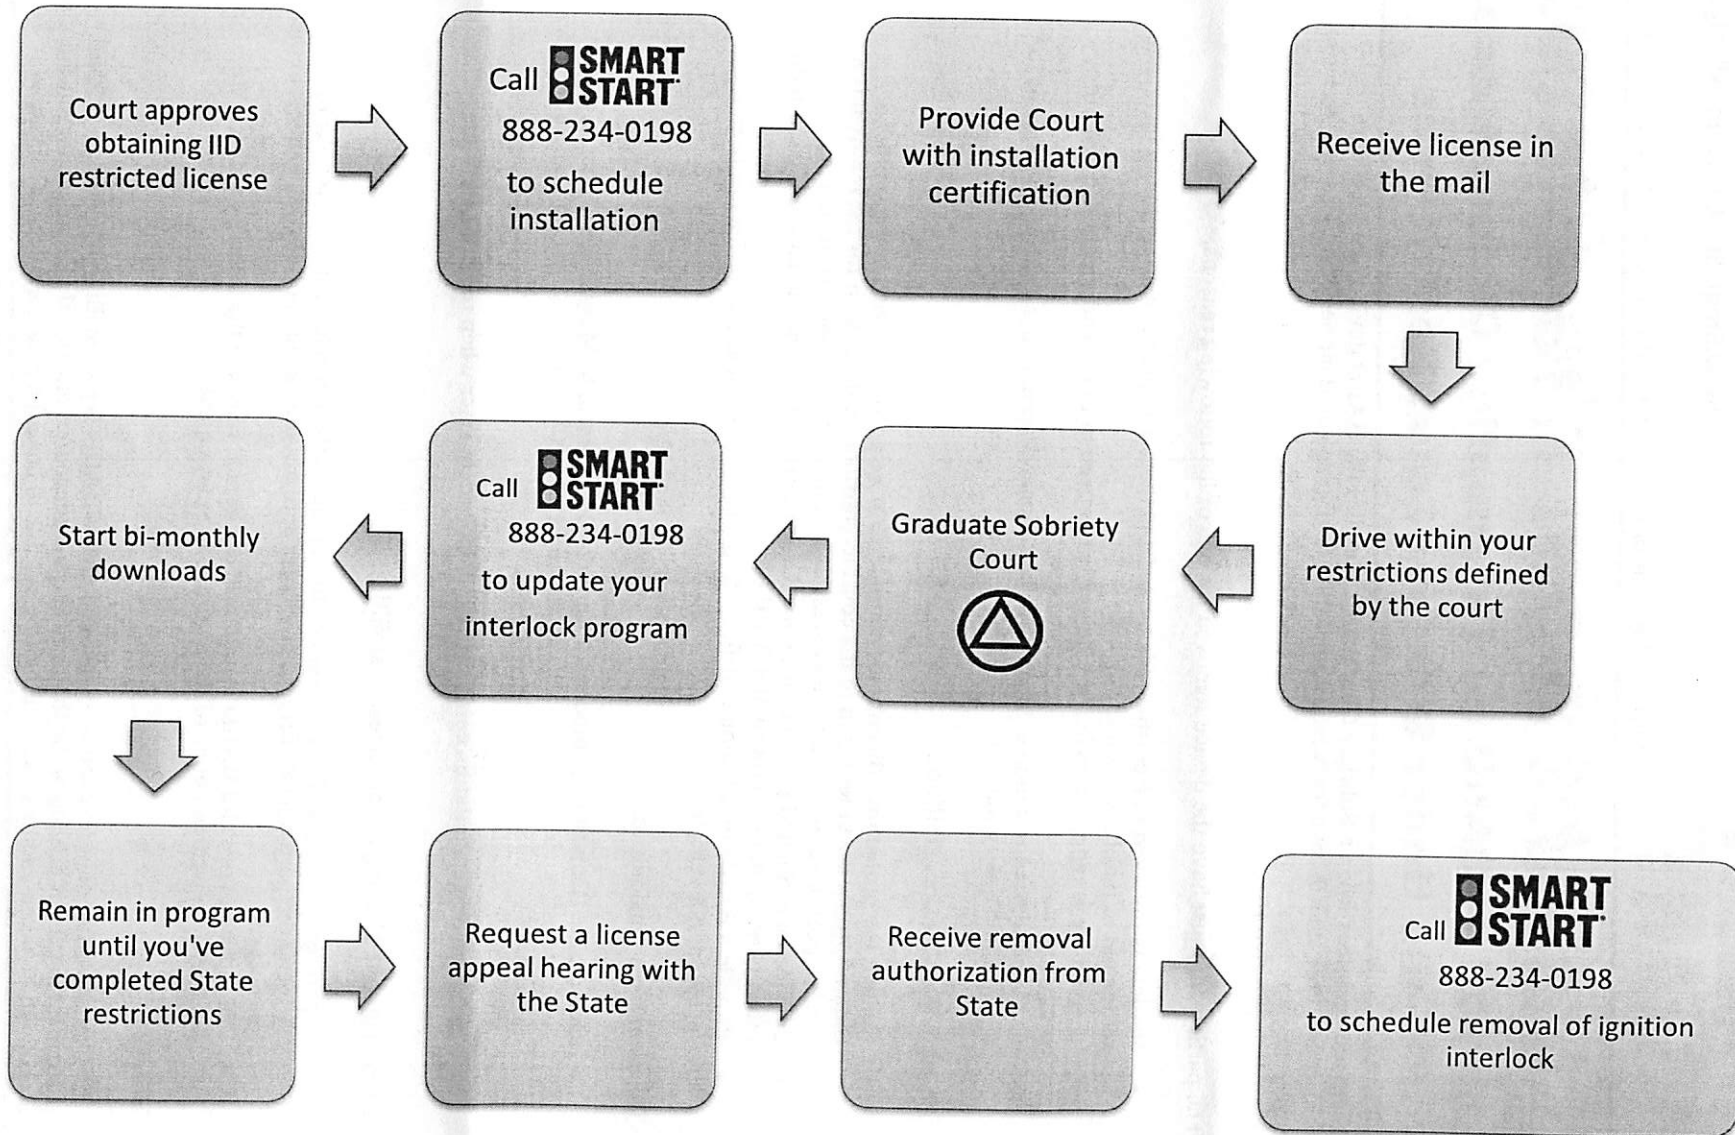 Court approves
obtaining IID
restricted license
Call SMART
START
888-234-0198
to schedule
installation
Provide Court
with installation
certification
Receive license in
the mail
Drive within your
restrictions defined
by the court
Graduate Sobriety
Court
Call SMART
START
888-234-0198
to update your
interlock program
Start bi-monthly
downloads
Remain in program
until you've
completed State
restrictions
Request a license
appeal hearing with
the State
Receive removal
authorization from
State
Call SMART
START
888-234-0198
to schedule removal of ignition
interlock